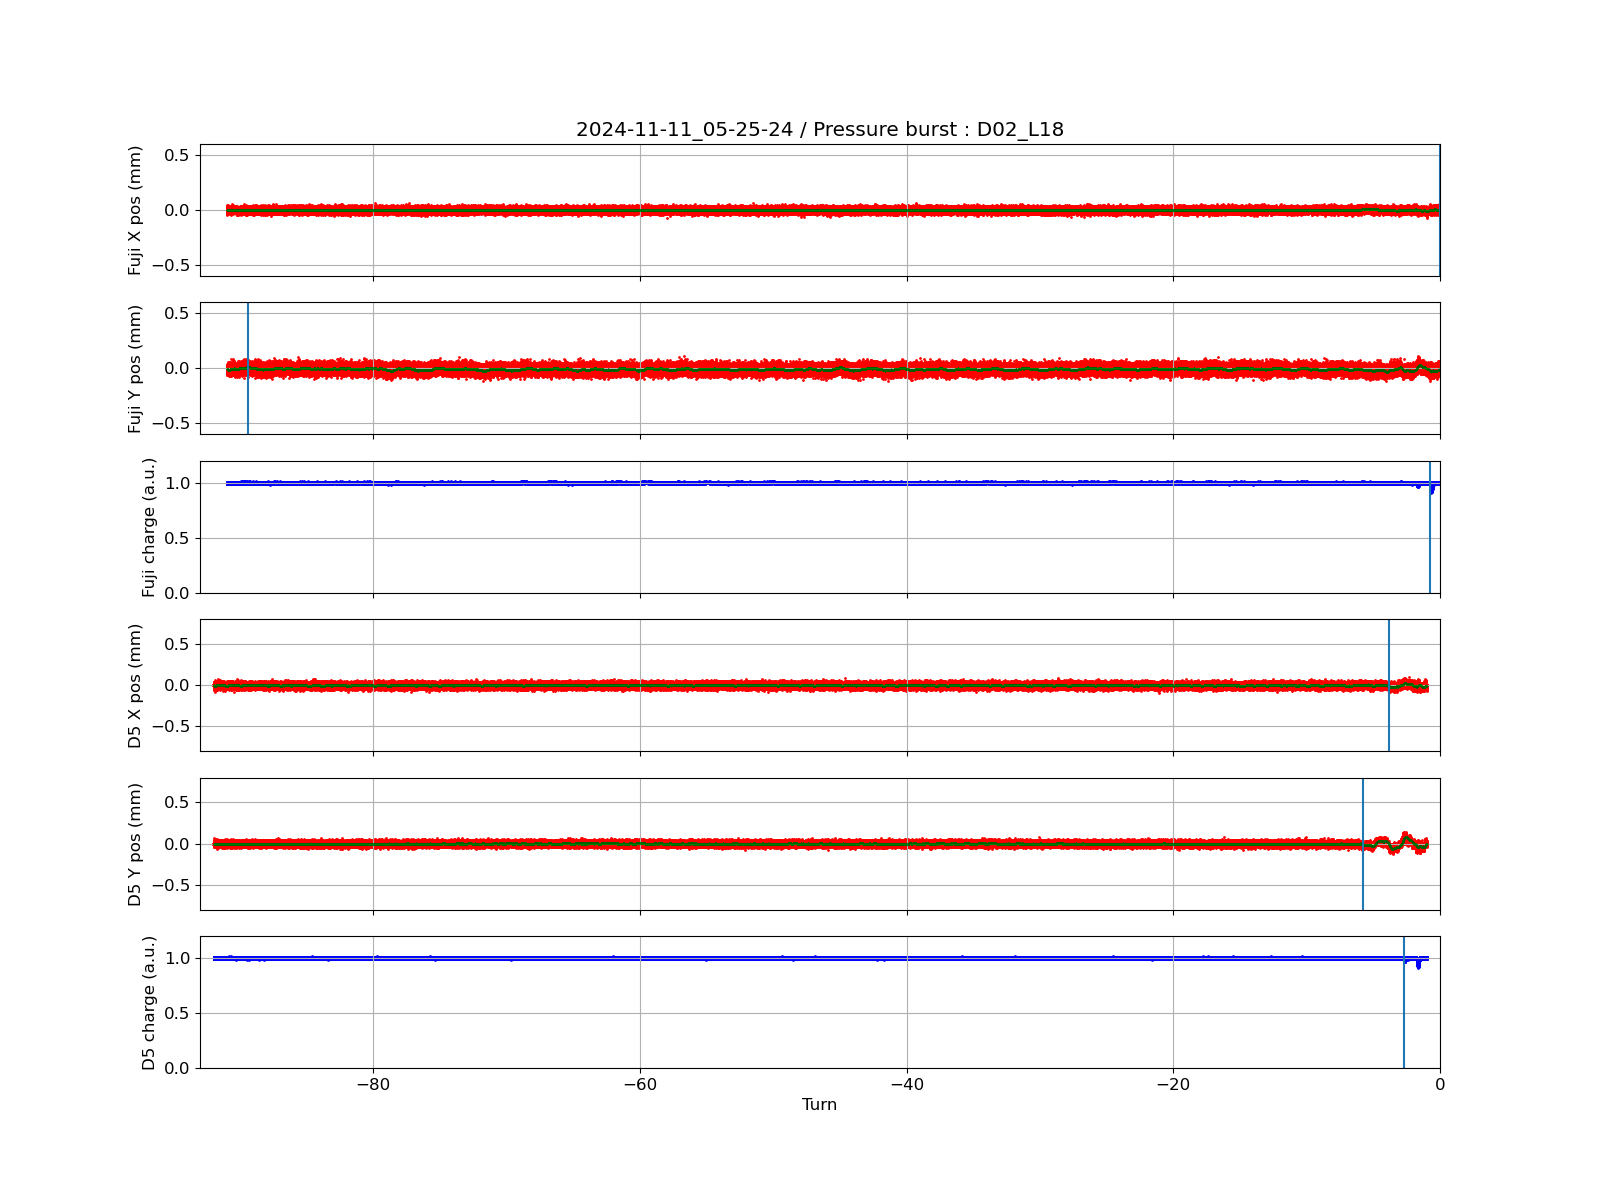 2024-11-11_05-25-24 / Pressure burst : D02_L18
Fuji X pos (mm)
0.5
0.0
−0.5
Fuji Y pos (mm)
0.5
0.0
−0.5
Fuji charge (a.u.)
1.0
0.5
0.0
D5 X pos (mm)
0.5
0.0
−0.5
D5 Y pos (mm)
0.5
0.0
−0.5
D5 charge (a.u.)
1.0
0.5
0.0
−80 −60 −40 −20 0
Turn